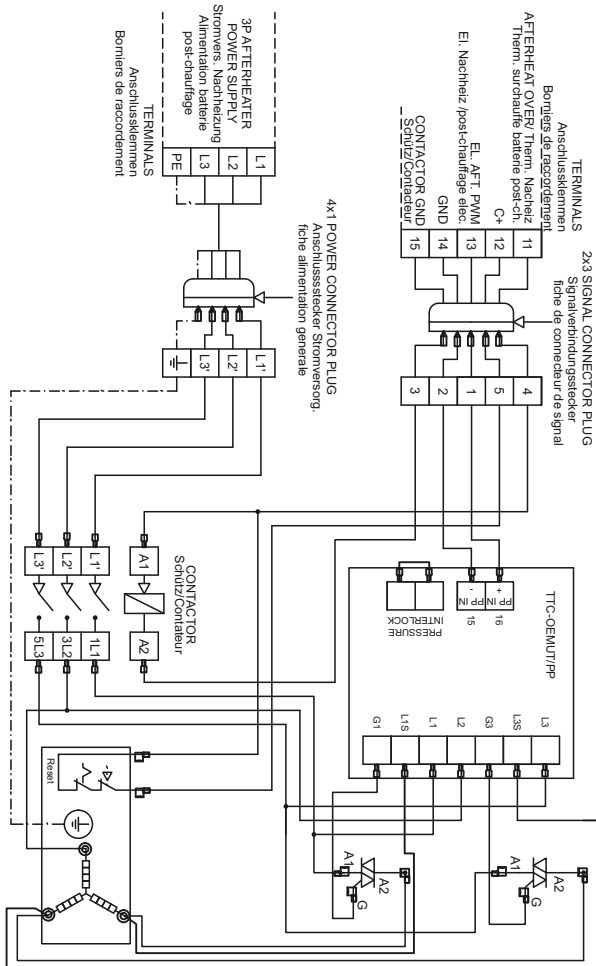 TERMINALS
Anschlussklemmen
Borniers de raccordement
AFTERHEAT OVER/ Therm. Nacheiz
Therm. surchauffe batterie post-ch.
C+
EL. AFT. PWM
El. Nachheiz /post-chauffage elec.
GND
CONTACTOR GND
Schütz/Contacteur
11
12
13
14
15
2x3 SIGNAL CONNECTOR PLUG
Signalverbindungsstecker
fiche de connecteur de signal
4
5
1
2
3
TTC-OEMUT/PP
+
PP IN
16
-
PP IN
15
PRESSURE
INTERLOCK
L3
L3S
G3
L2
L1
L1S
G1
A1
A2
G
A1
A2
G
3P AFTERHEATER
POWER SUPPLY
Stromvers. Nachheizung
Alimentation batterie
post-chauffage
L1
L2
L3
PE
TERMINALS
Anschlussklemmen
Borniers de raccordement
4x1 POWER CONNECTOR PLUG
Anschlussstecker Stromversorg.
fiche alimentation generale
L1'
L2'
L3'
CONTACTOR
Schütz/Contateur
A1
A2
L1'
L2'
L3'
1L1
3L2
5L3
Reset